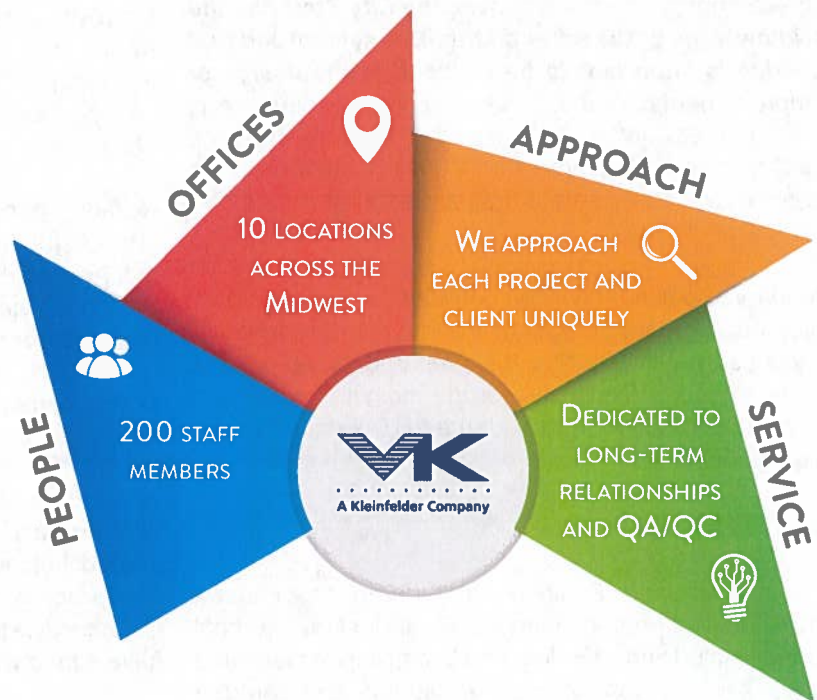 OFFICES
10 LOCATIONS
ACROSS THE
MIDWEST
APPROACH
WE APPROACH
EACH PROJECT AND
CLIENT UNIQUELY
PEOPLE
200 STAFF
MEMBERS
SERVICE
DEDICATED TO
LONG-TERM
RELATIONSHIPS
AND QA/QC
VK
A Kleinfelder Company